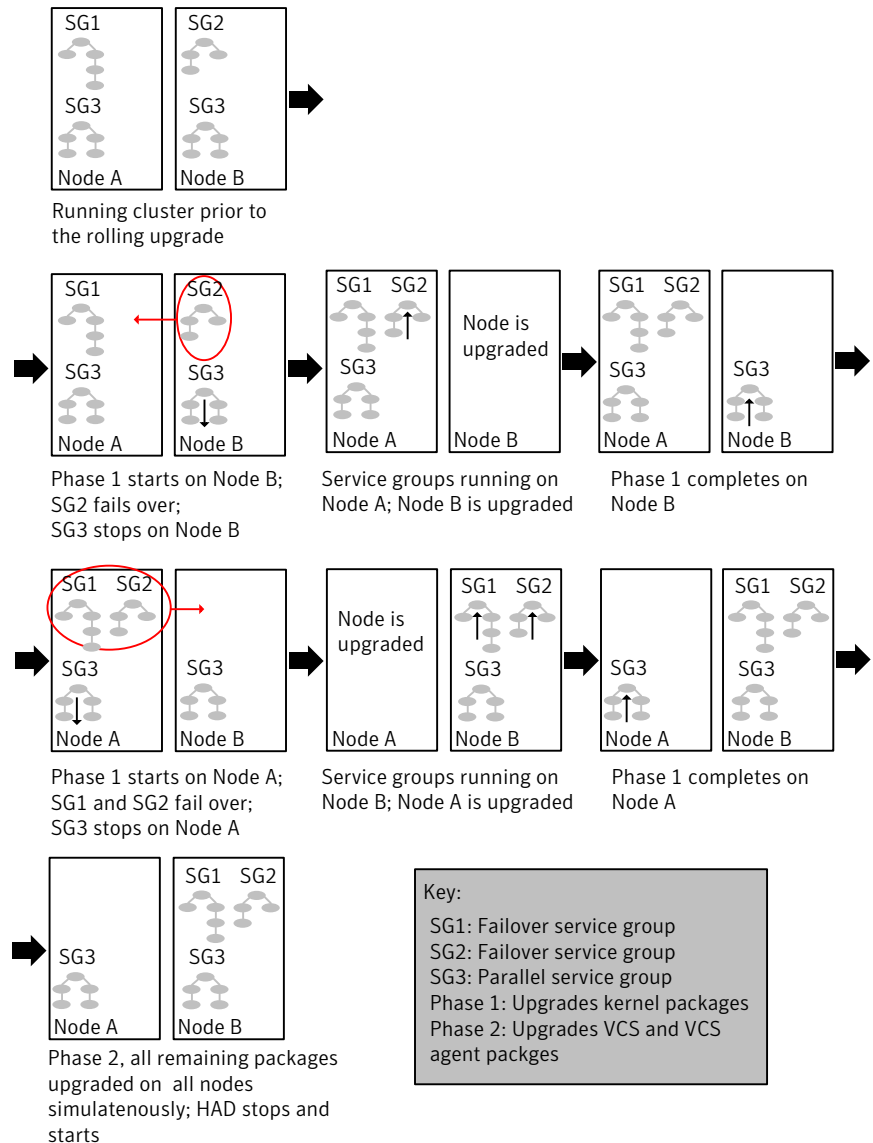 SG1
SG2
SG3
SG3
Node A
Node B
Running cluster prior to
the rolling upgrade
SG1
SG2
SG3
SG3
Node A
Node B
Phase 1 starts on Node B;
SG2 fails over;
SG3 stops on Node B
SG1 SG2
SG3
Node A
Node is
upgraded
Node B
Service groups running on
Node A; Node B is upgraded
SG1 SG2
SG3
SG3
Node A
Node B
Phase 1 completes on
Node B
SG1 SG2
SG3
SG3
Node A
Node B
Phase 1 starts on Node A;
SG1 and SG2 fail over;
SG3 stops on Node A
Node is
upgraded
Node A
SG1 SG2
SG3
Node B
Service groups running on
Node B; Node A is upgraded
SG3
Node A
SG1 SG2
SG3
Node B
Phase 1 completes on
Node A
SG3
Node A
SG1 SG2
SG3
Node B
Phase 2, all remaining packages
upgraded on all nodes
simulatenously; HAD stops and
starts
Key:
SG1: Failover service group
SG2: Failover service group
SG3: Parallel service group
Phase 1: Upgrades kernel packages
Phase 2: Upgrades VCS and VCS
agent packges